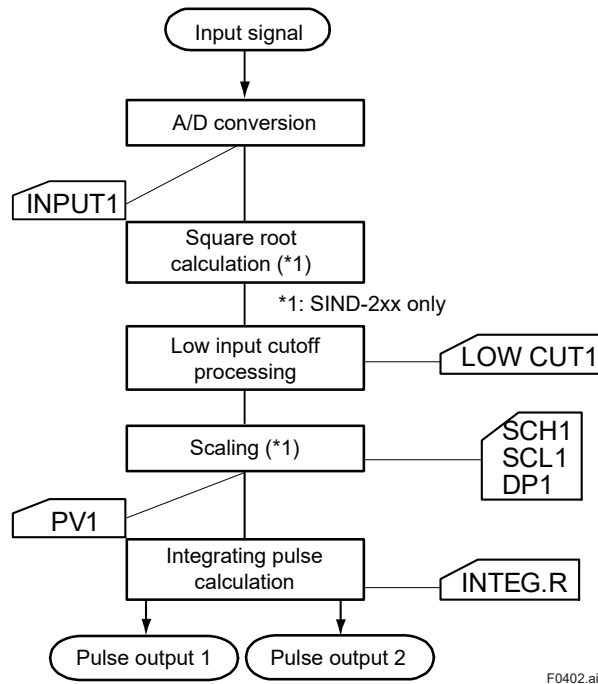 Input signal
A/D conversion
INPUT1
Square root
calculation (*1)
*1: SIND-2xx only
Low input cutoff
processing
LOW CUT1
Scaling (*1)
SCH1
SCL1
DP1
PV1
Integrating pulse
calculation
INTEG.R
Pulse output 1
Pulse output 2
F0402.ai